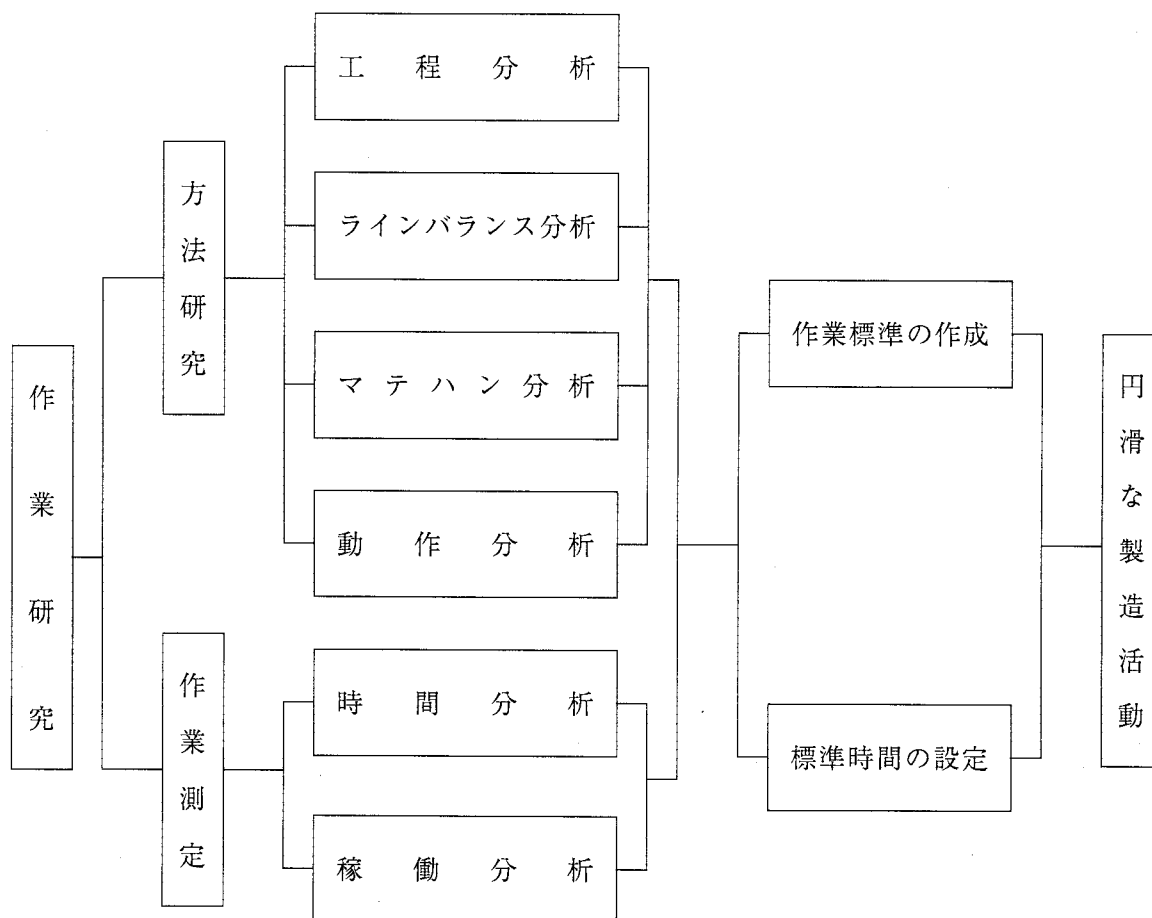 作業研究
方法研究
作業測定
工程分析
ラインバランス分析
マテハン分析
動作分析
時間分析
稼働分析
作業標準の作成
標準時間の設定
円滑な製造活動